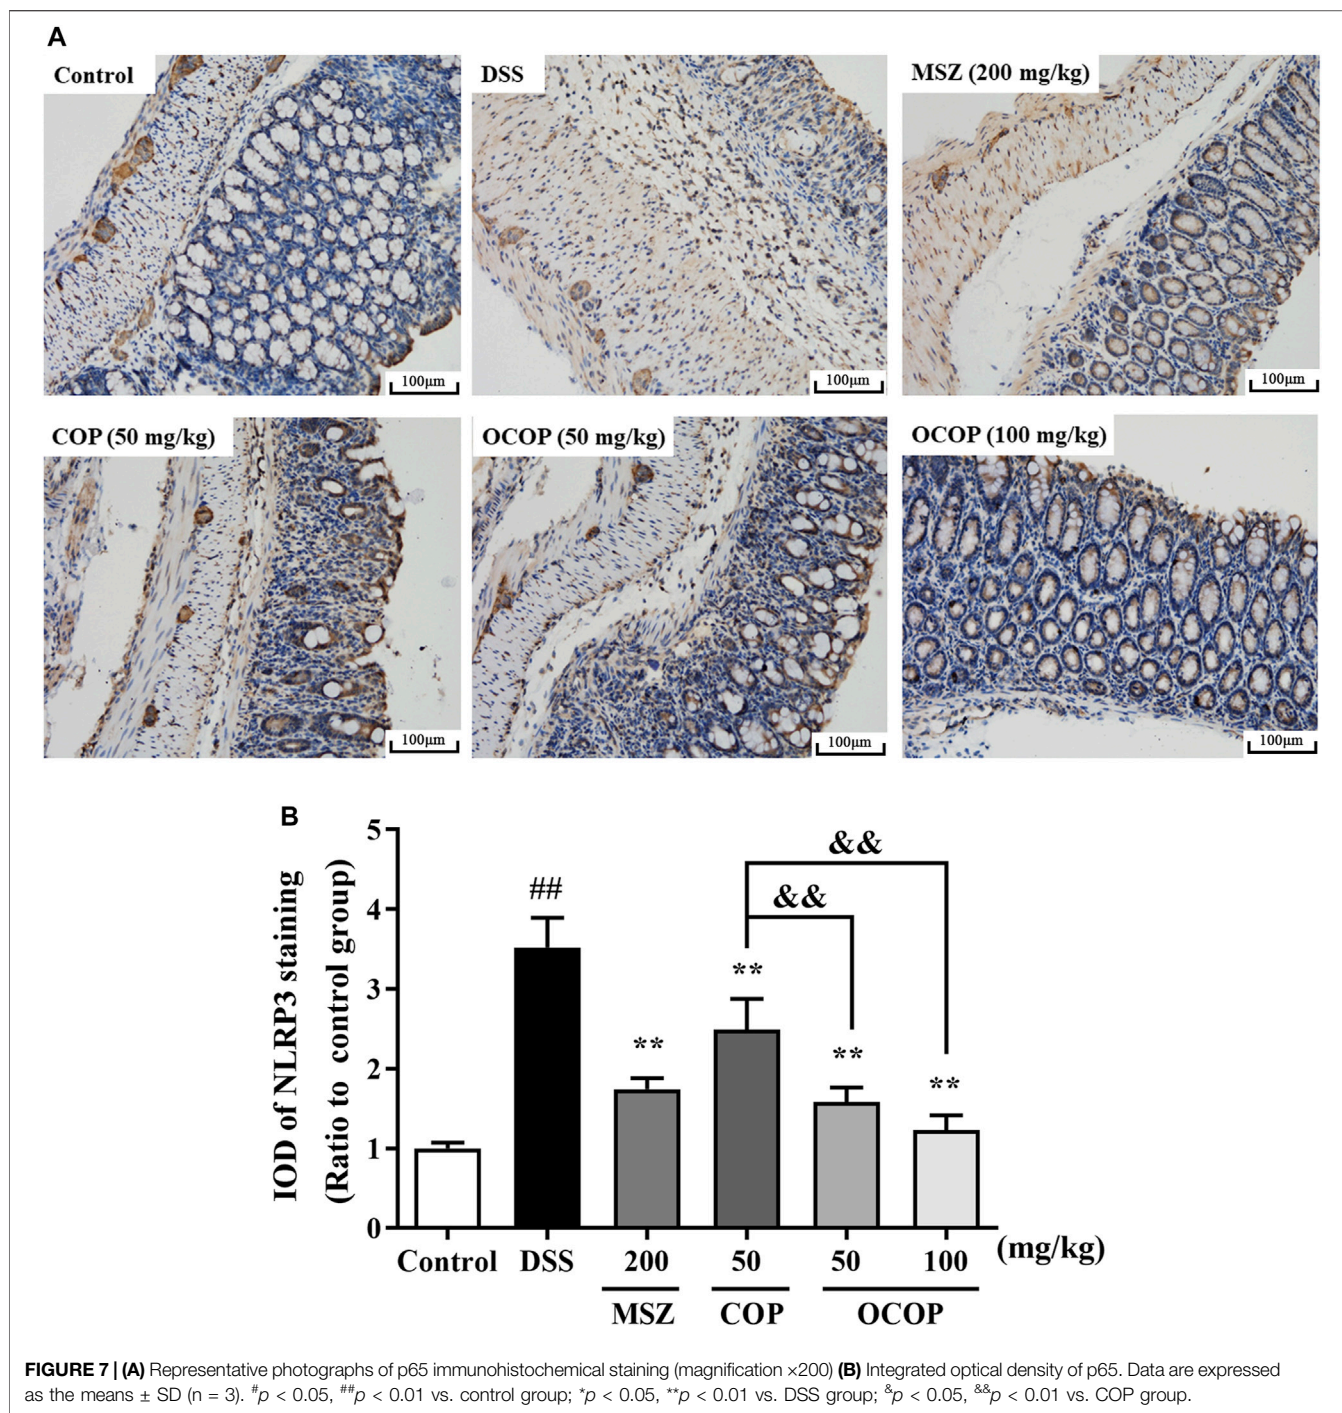 A
Control
DSS
MSZ (200 mg/kg)
100μm
100μm
100μm
COP (50 mg/kg)
OCOP (50 mg/kg)
OCOP (100 mg/kg)
100μm
100μm
100μm
B
IOD of NLRP3 staining
(Ratio to control group)
5
4
3
2
1
0
##
**
**
&&
&&
**
**
Control
DSS
200
50
50
100
(mg/kg)
MSZ
COP
OCOP
FIGURE 7 | (A) Representative photographs of p65 immunohistochemical staining (magnification ×200) (B) Integrated optical density of p65. Data are expressed
as the means ± SD (n = 3). #p < 0.05, ##p < 0.01 vs. control group; *p < 0.05, **p < 0.01 vs. DSS group; &p < 0.05, &&p < 0.01 vs. COP group.